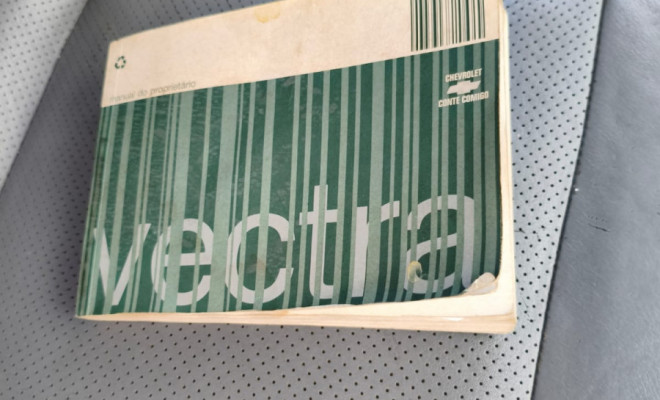 manual do proprietário
CHEVROLET
CONTE COMIGO
vectra